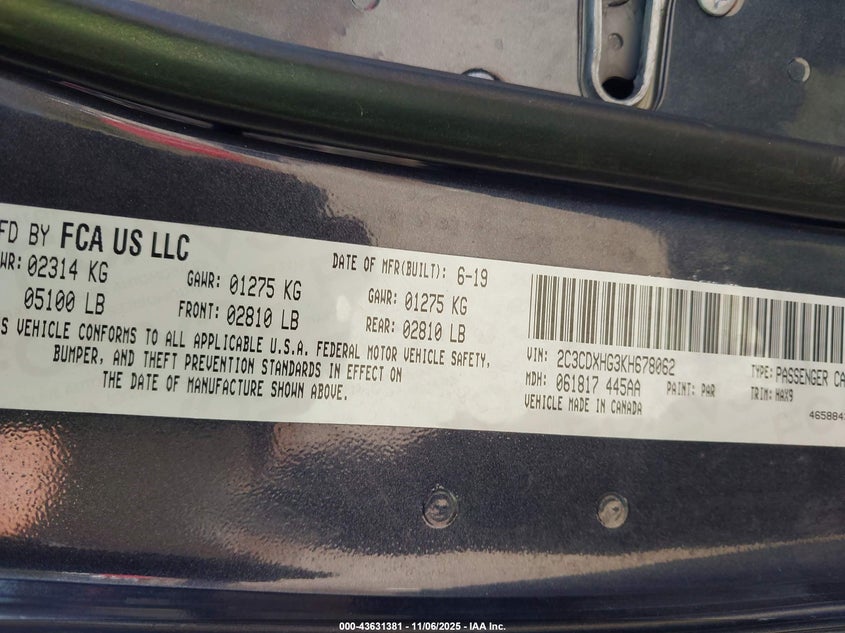 FD BY FCA US LLC
WR: 02314 KG
05100 LB
GAWR: 01275 KG
FRONT: 02810 LB
DATE OF MFR(BUILT): 6-19
GAWR: 01275 KG
REAR: 02810 LB
S VEHICLE CONFORMS TO ALL APPLICABLE U.S.A. FEDERAL MOTOR VEHICLE SAFETY,
BUMPER, AND THEFT PREVENTION STANDARDS IN EFFECT ON
THE DATE OF MANUFACTURE SHOWN ABOVE.
VIN: 2C3CDXHG3KH678062
TYPE: PASSENGER CA
MDH: 061817 445AA
PAINT: PAR
TRIM: HAX9
VEHICLE MADE IN CANADA
46588
000-43631381 - 11/06/2025 - IAA Inc.